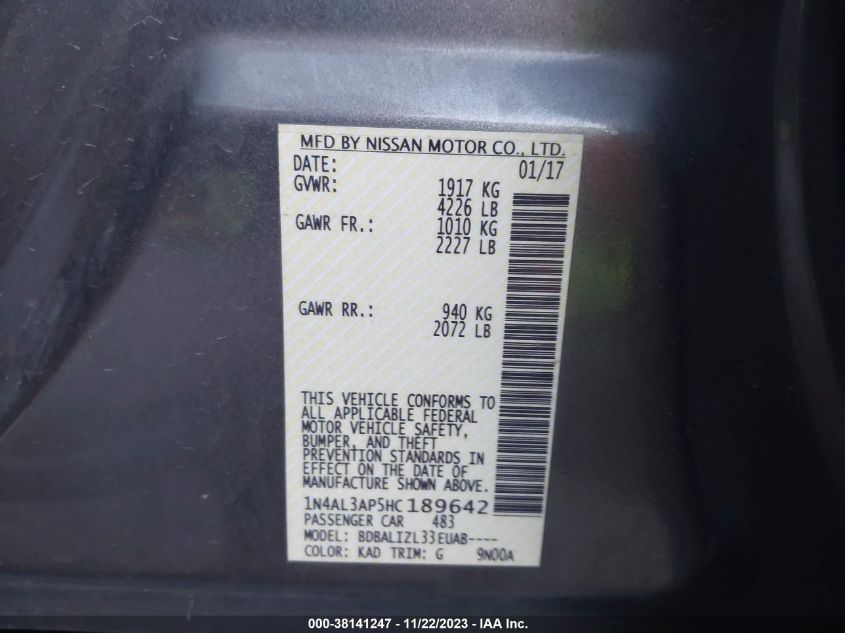 MFD BY NISSAN MOTOR CO., LTD.
DATE: 01/17
GVWR: 1917 KG
4226 LB
GAWR FR.: 1010 KG
2227 LB
GAWR RR.: 940 KG
2072 LB
THIS VEHICLE CONFORMS TO
ALL APPLICABLE FEDERAL
MOTOR VEHICLE SAFETY,
BUMPER, AND THEFT
PREVENTION STANDARDS IN
EFFECT ON THE DATE OF
MANUFACTURE SHOWN ABOVE.
1N4AL3AP5HC189642
PASSENGER CAR 483
MODEL: BDBALIZL33EUAB----
COLOR: KAD TRIM: G 9N00A
000-38141247 - 11/22/2023 - IAA Inc.